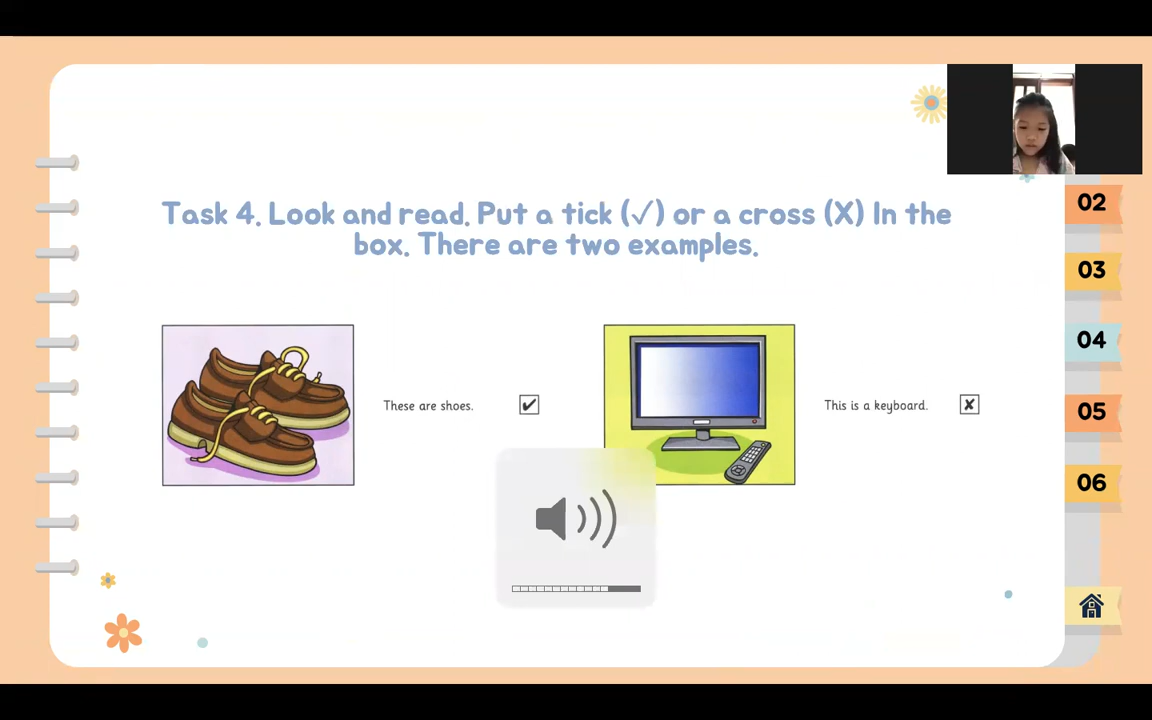 Task 4. Look and read. Put a tick (✓) or a cross (X) In the
box. There are two examples.
These are shoes. ✔
This is a keyboard. ✘
02
03
04
05
06